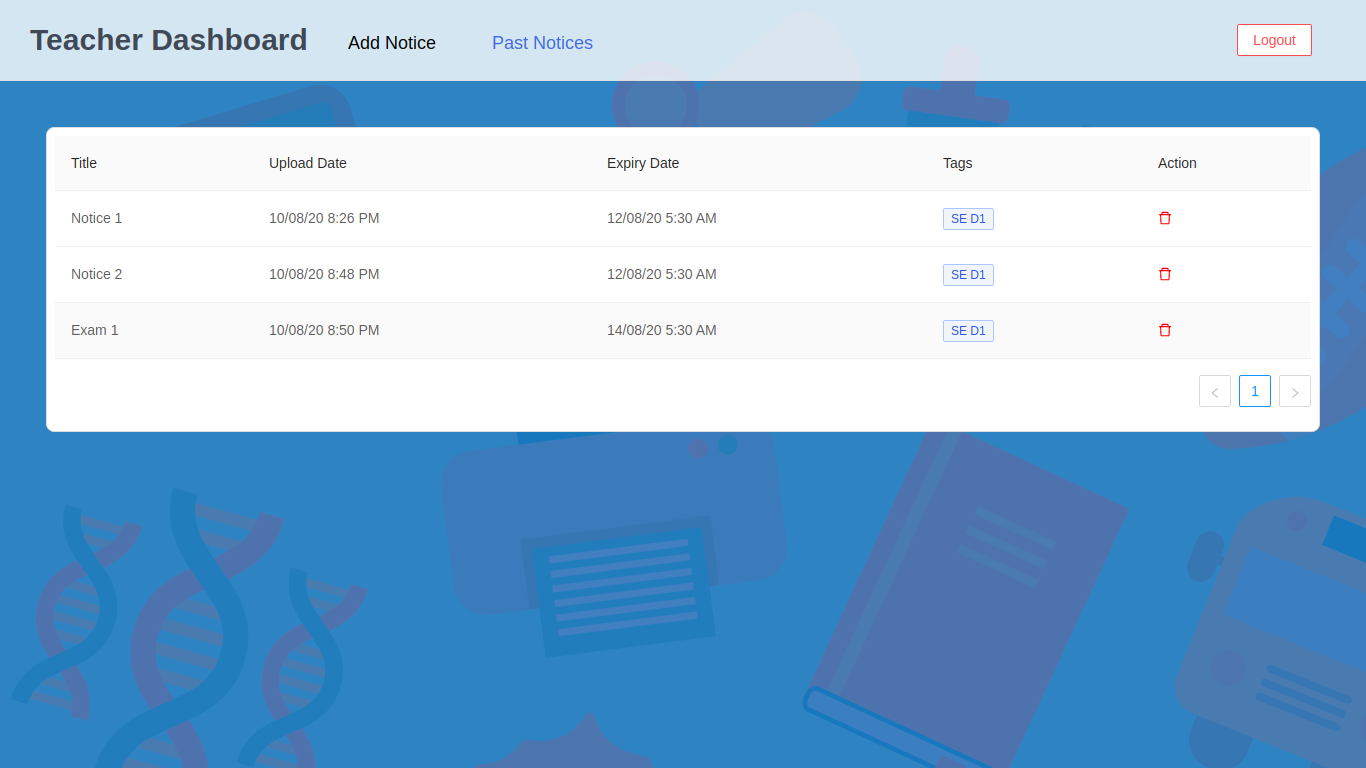 Teacher Dashboard Add Notice Past Notices Logout
Title Upload Date Expiry Date Tags Action
Notice 1 10/08/20 8:26 PM 12/08/20 5:30 AM SE D1
Notice 2 10/08/20 8:48 PM 12/08/20 5:30 AM SE D1
Exam 1 10/08/20 8:50 PM 14/08/20 5:30 AM SE D1
1